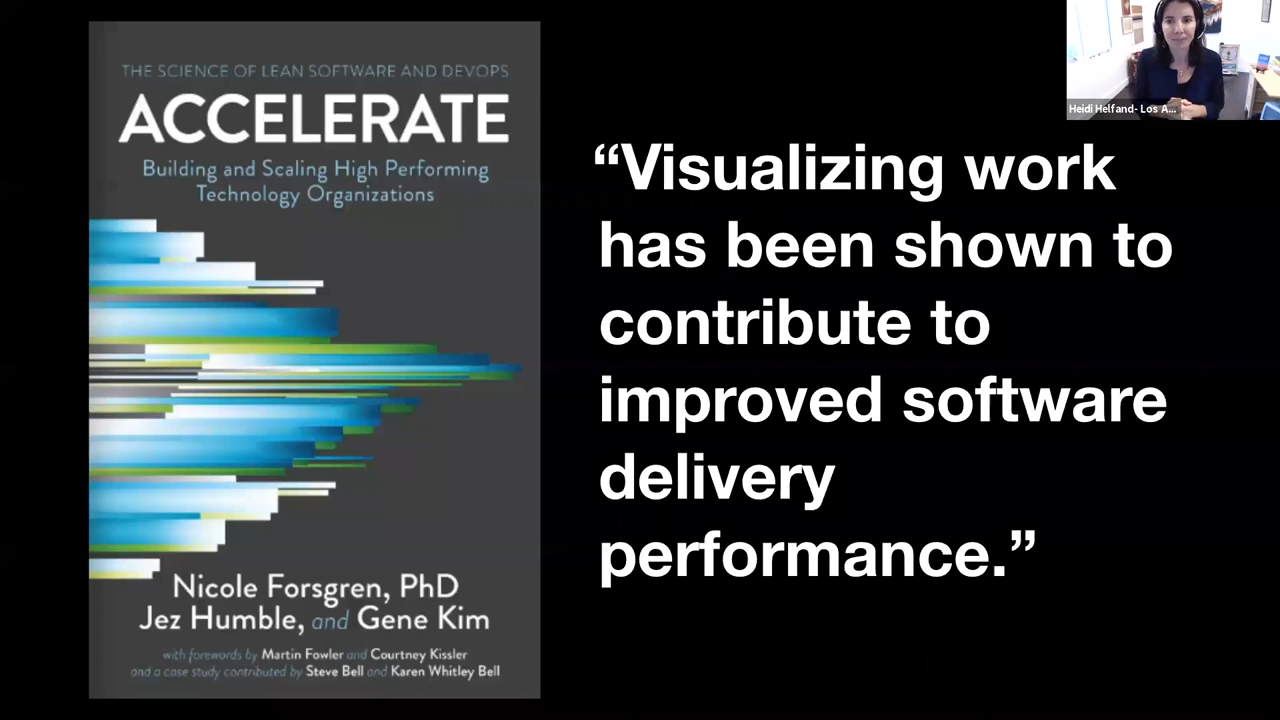 THE SCIENCE OF LEAN SOFTWARE AND DEVOPS
ACCELERATE
Building and Scaling High Performing
Technology Organizations
Nicole Forsgren, PhD
Jez Humble, and Gene Kim
with forewords by Martin Fowler and Courtney Kissler
and a case study contributed by Steve Bell and Karen Whitley Bell
“Visualizing work
has been shown to
contribute to
improved software
delivery
performance.”
Heidi Helfand- Los A...